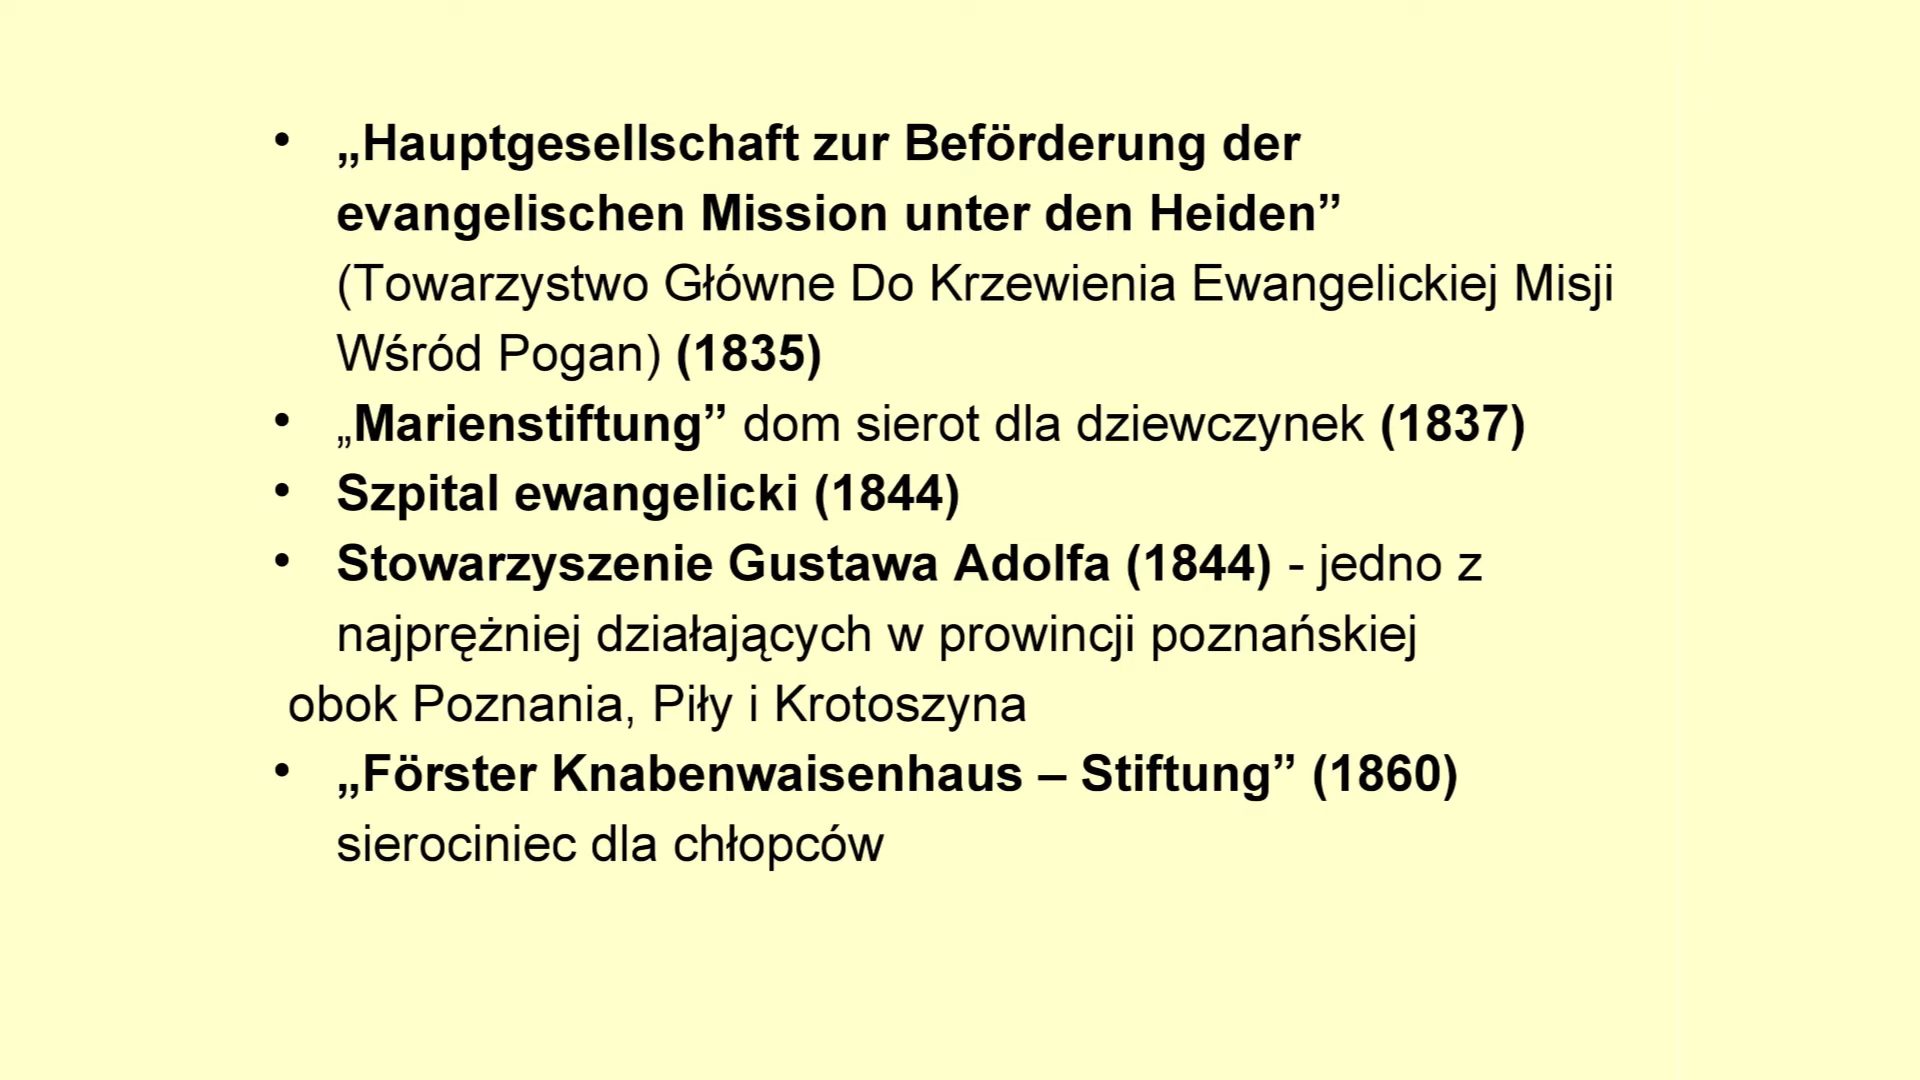 • „Hauptgesellschaft zur Beförderung der
evangelischen Mission unter den Heiden”
(Towarzystwo Główne Do Krzewienia Ewangelickiej Misji
Wśród Pogan) (1835)
• „Marienstiftung” dom sierot dla dziewczynek (1837)
• Szpital ewangelicki (1844)
• Stowarzyszenie Gustawa Adolfa (1844) - jedno z
najprężniej działających w prowincji poznańskiej
obok Poznania, Piły i Krotoszyna
• „Förster Knabenwaisenhaus – Stiftung” (1860)
sierociniec dla chłopców